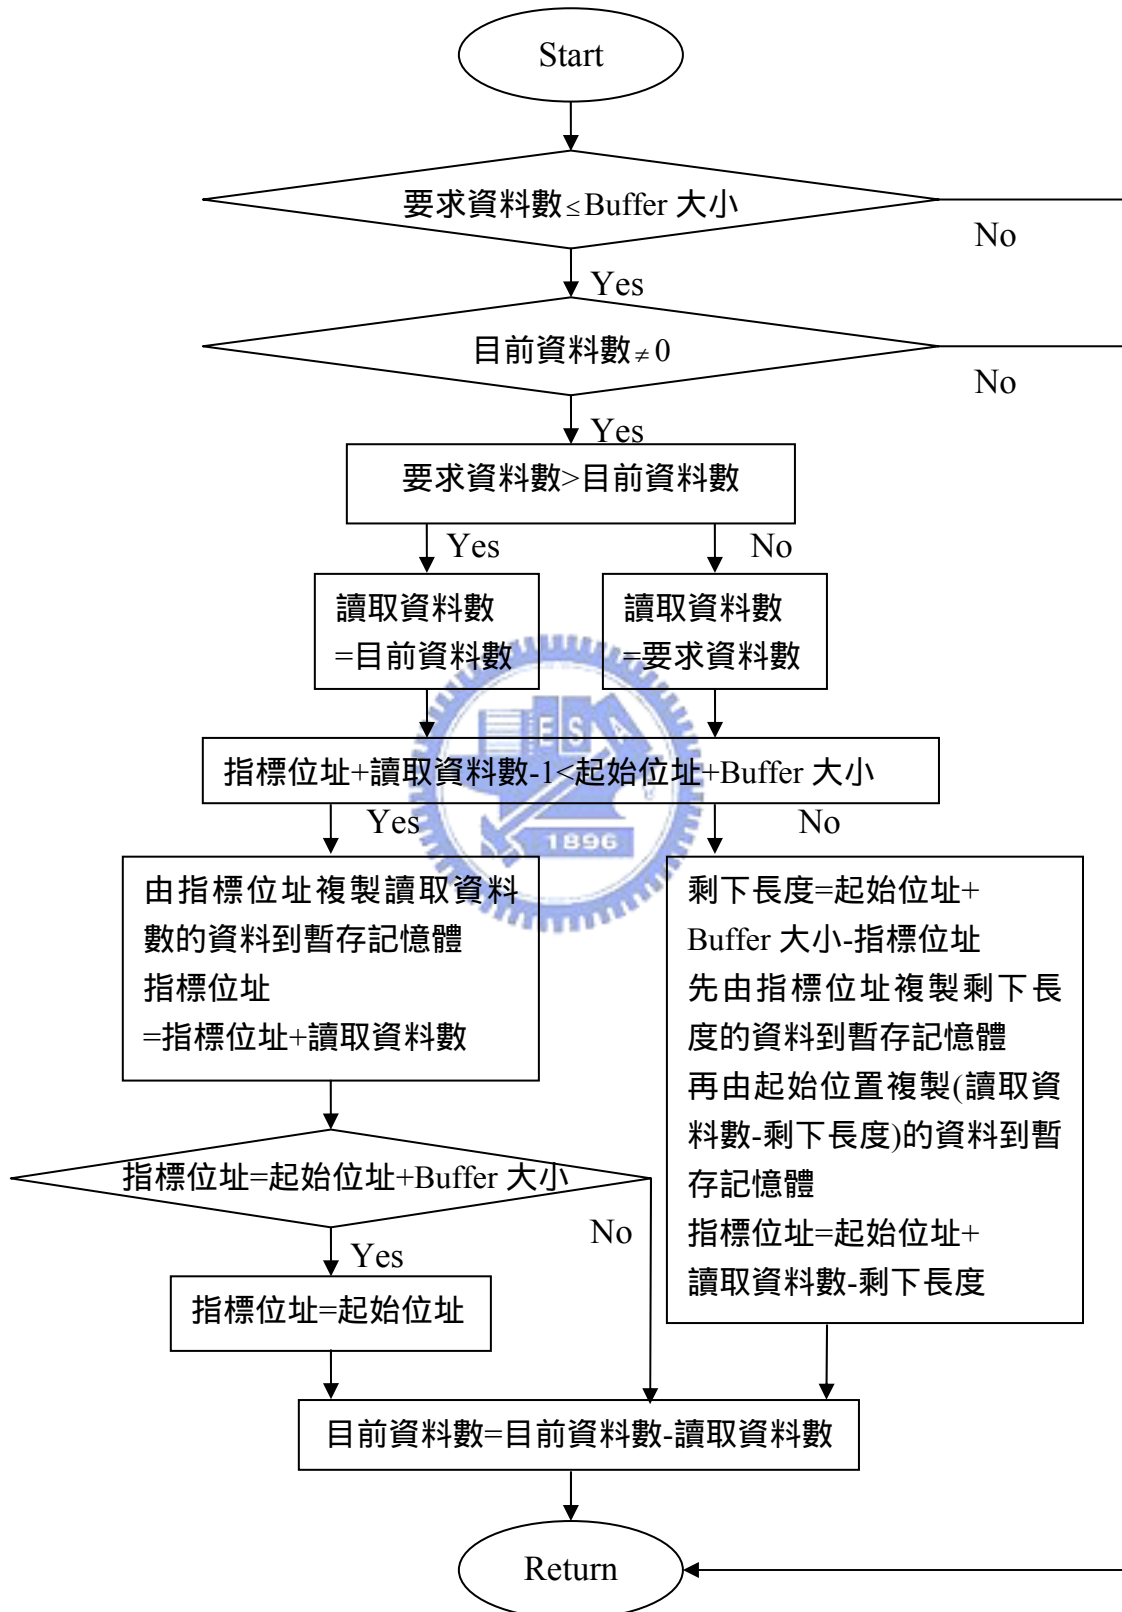 Start
要求資料數≤Buffer 大小
No
Yes
目前資料數≠0
No
Yes
要求資料數>目前資料數
Yes
No
讀取資料數
=目前資料數
讀取資料數
=要求資料數
ESA
指標位址+讀取資料數-1<起始位址+Buffer 大小
Yes
No
1896
由指標位址複製讀取資料
數的資料到暫存記憶體
指標位址
=指標位址+讀取資料數
剩下長度=起始位址+
Buffer 大小-指標位址
先由指標位址複製剩下長
度的資料到暫存記憶體
再由起始位置複製(讀取資
料數-剩下長度)的資料到暫
存記憶體
指標位址=起始位址+
讀取資料數-剩下長度
指標位址=起始位址+Buffer 大小
No
Yes
指標位址=起始位址
目前資料數=目前資料數-讀取資料數
Return